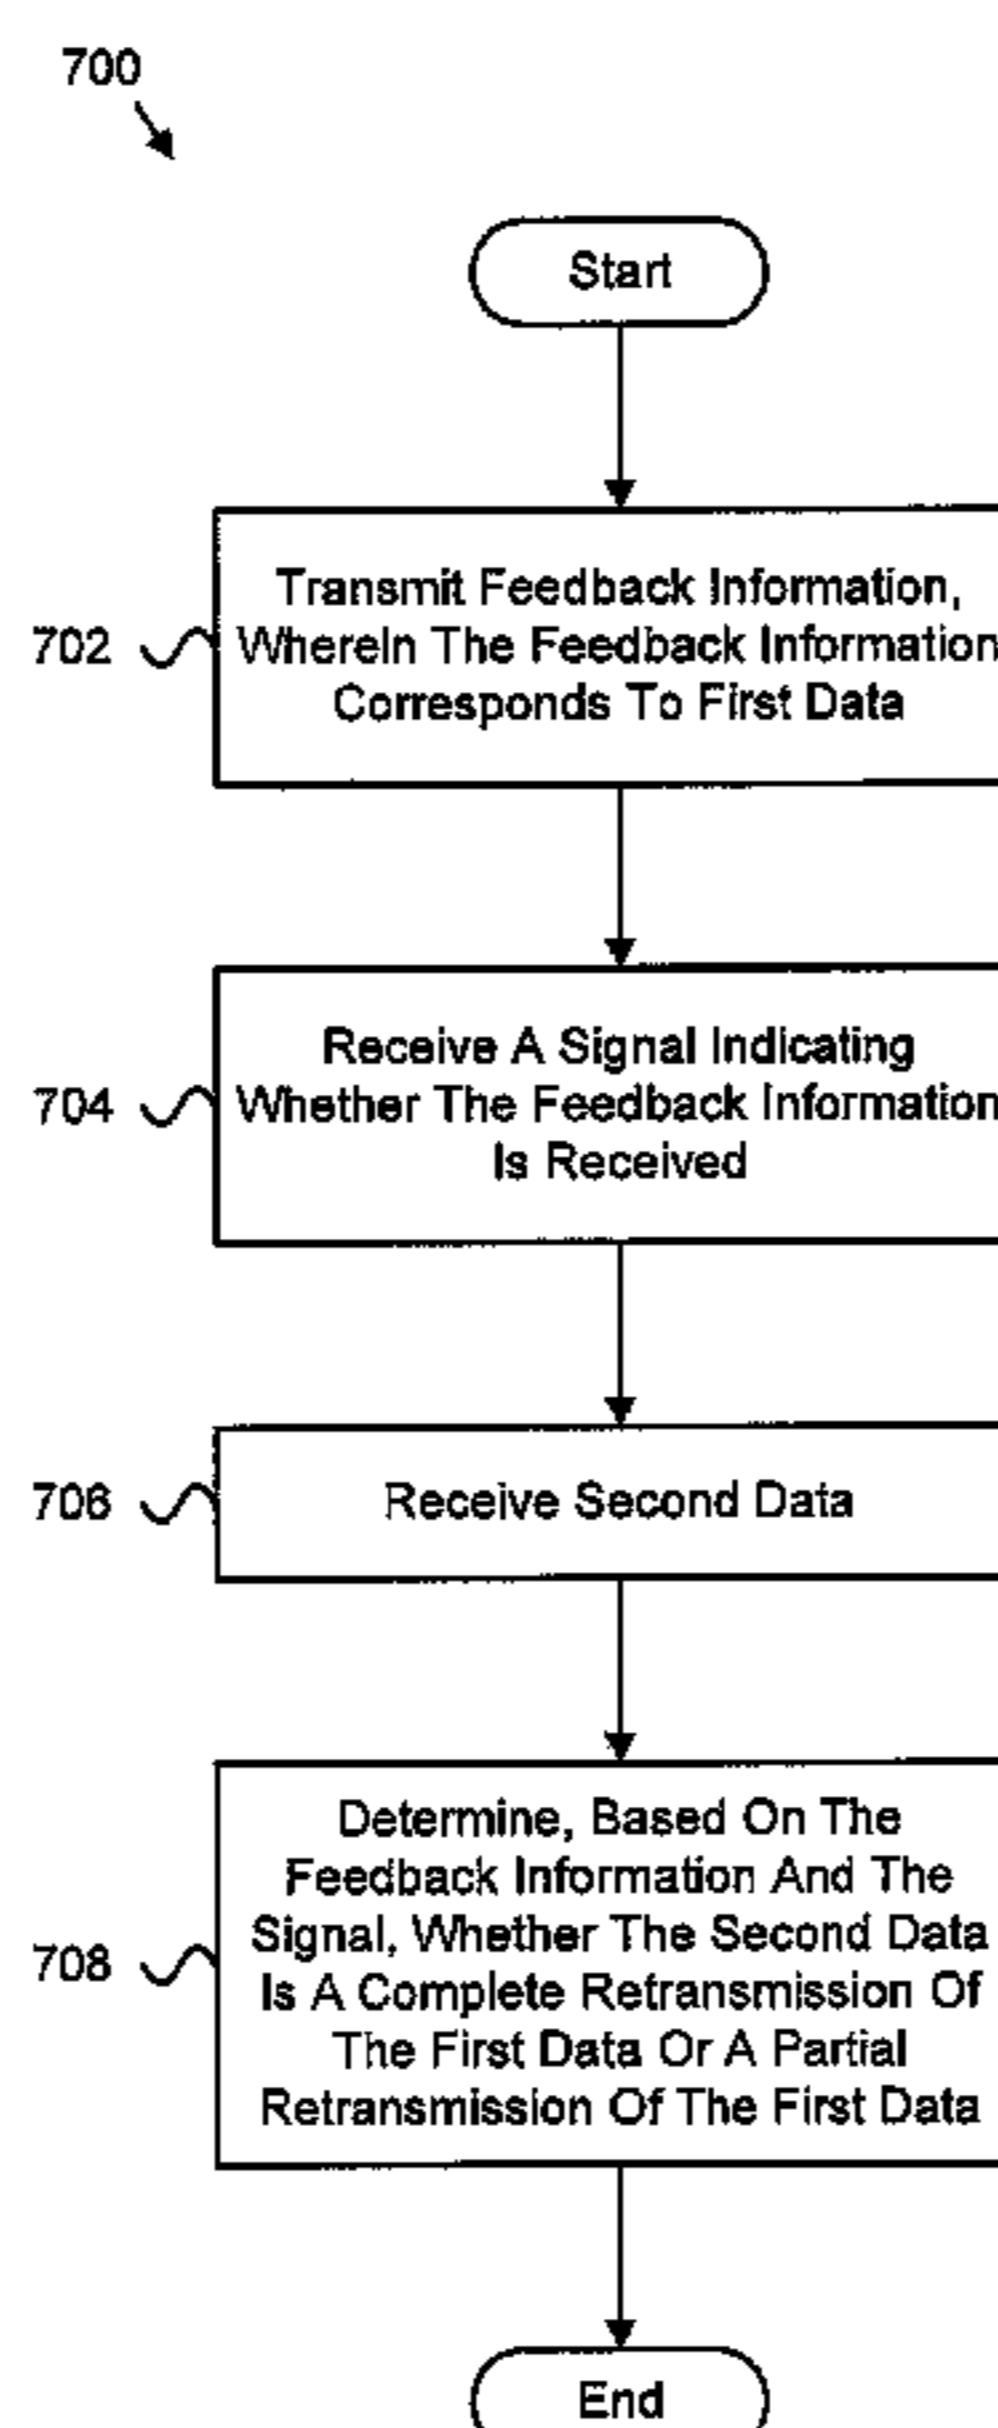 700
Start
702
Transmit Feedback Information,
Wherein The Feedback Information
Corresponds To First Data
704
Receive A Signal Indicating
Whether The Feedback Information
Is Received
706
Receive Second Data
708
Determine, Based On The
Feedback Information And The
Signal, Whether The Second Data
Is A Complete Retransmission Of
The First Data Or A Partial
Retransmission Of The First Data
End